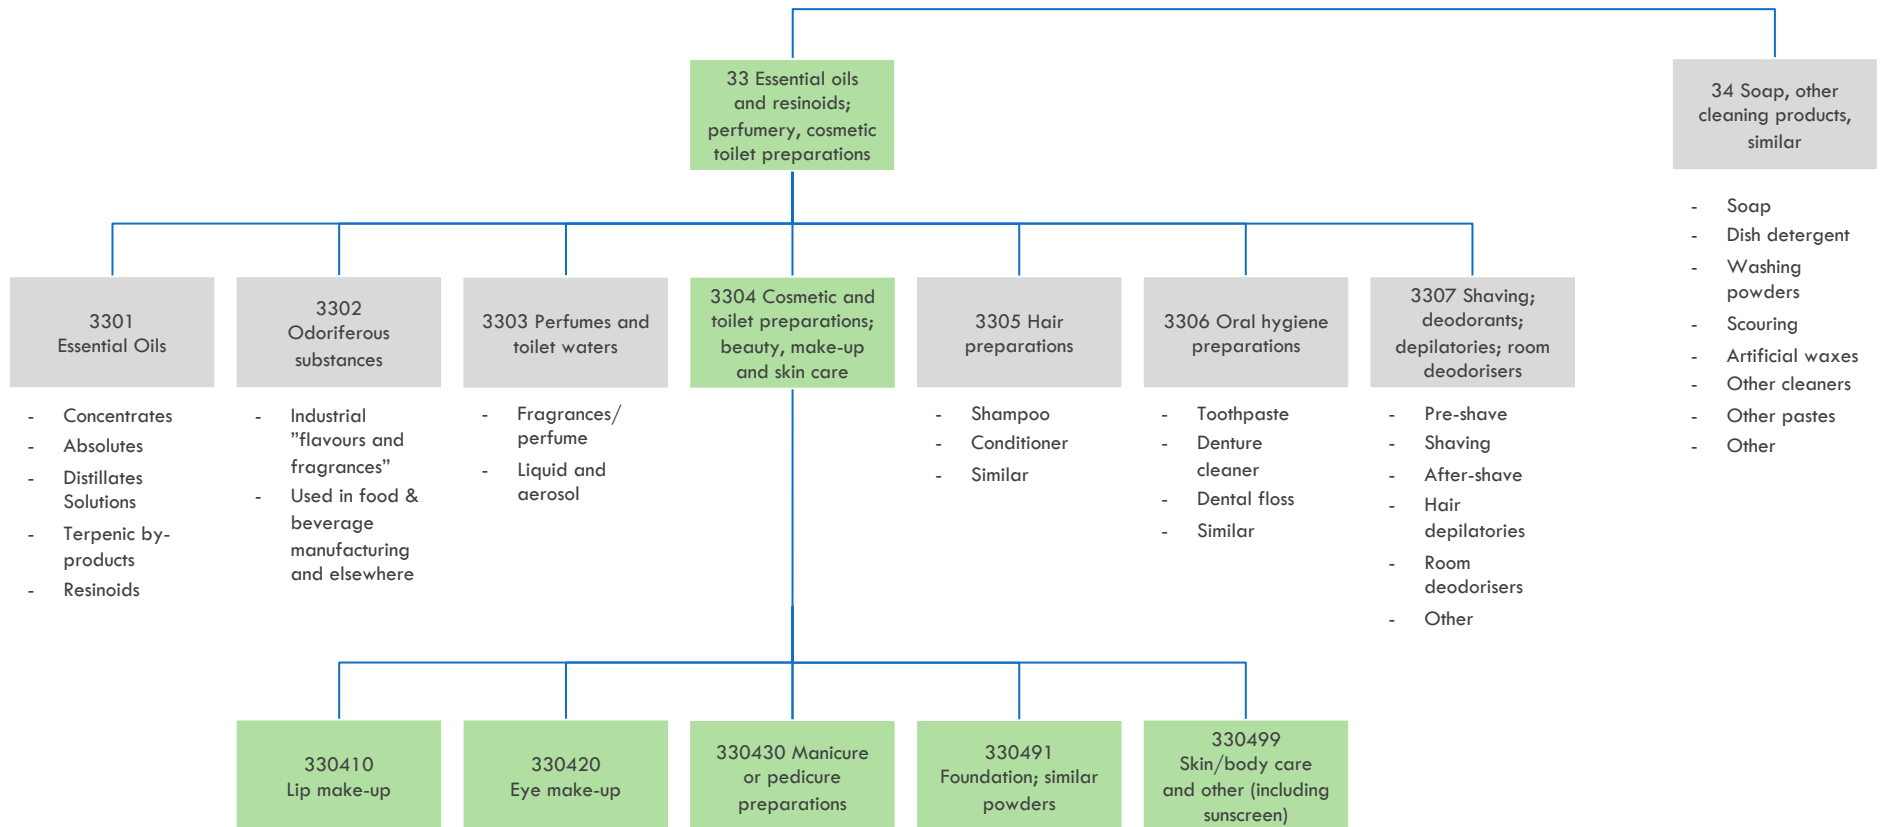 33 Essential oils
and resinoids;
perfumery, cosmetic
toilet preparations
34 Soap, other
cleaning products,
similar
- Soap
- Dish detergent
- Washing
powders
- Scouring
- Artificial waxes
- Other cleaners
- Other pastes
- Other
3301
Essential Oils
- Concentrates
- Absolutes
- Distillates
Solutions
- Terpenic by-
products
- Resinoids
3302
Odoriferous
substances
- Industrial
"flavours and
fragrances"
- Used in food &
beverage
manufacturing
and elsewhere
3303 Perfumes and
toilet waters
- Fragrances/
perfume
- Liquid and
aerosol
3304 Cosmetic and
toilet preparations;
beauty, make-up
and skin care
3305 Hair
preparations
- Shampoo
- Conditioner
- Similar
3306 Oral hygiene
preparations
- Toothpaste
- Denture
cleaner
- Dental floss
- Similar
3307 Shaving;
deodorants;
depilatories; room
deodorisers
- Pre-shave
- Shaving
- After-shave
- Hair
depilatories
- Room
deodorisers
- Other
330410
Lip make-up
330420
Eye make-up
330430 Manicure
or pedicure
preparations
330491
Foundation; similar
powders
330499
Skin/body care
and other (including
sunscreen)